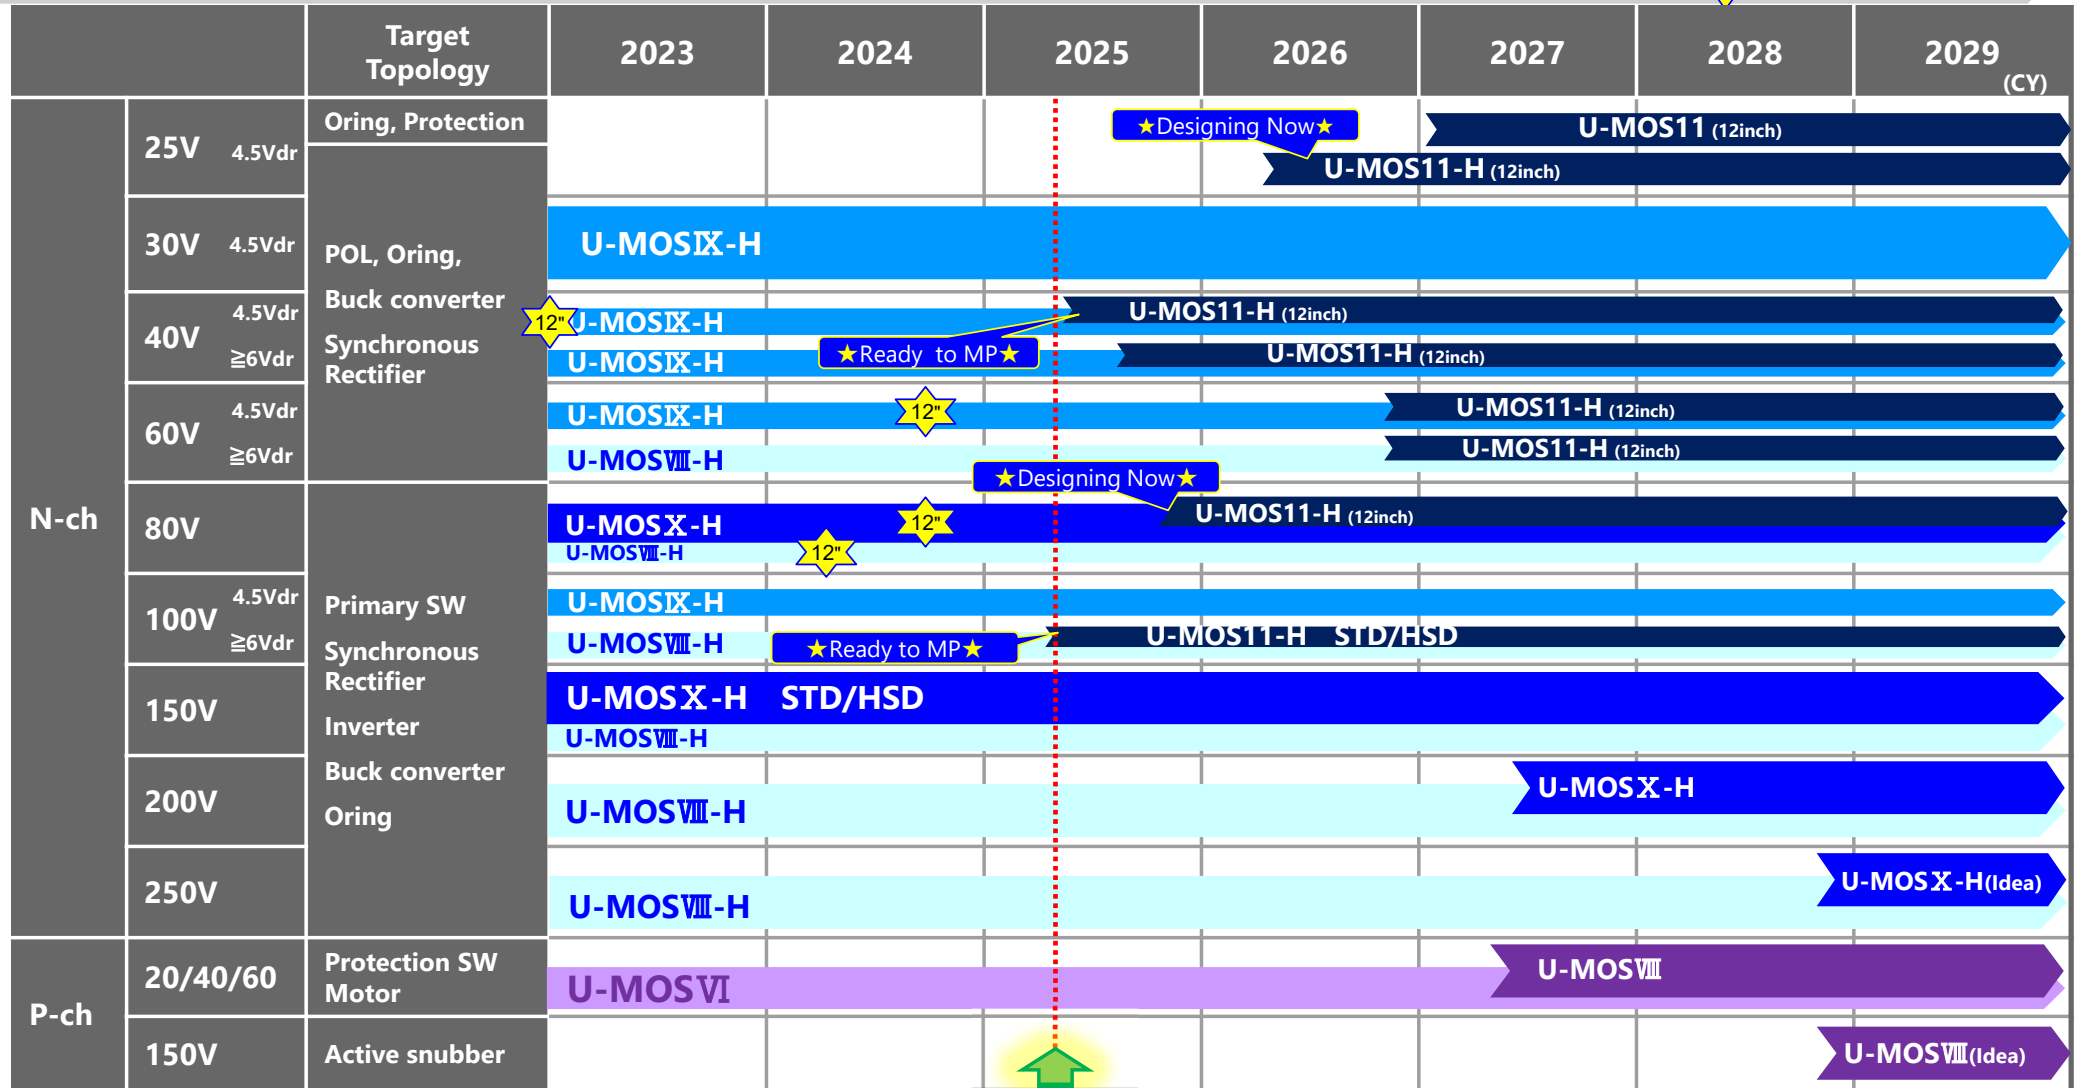 Target
Topology
2023
2024
2025
2026
2027
2028
2029
(CY)
N-ch
25V 4.5Vdr
Oring, Protection
★Designing Now★
U-MOS11 (12inch)
U-MOS11-H (12inch)
30V 4.5Vdr
POL, Oring,
Buck converter
Synchronous
Rectifier
U-MOSⅨ-H
40V
4.5Vdr
≧6Vdr
12"
U-MOSⅨ-H
U-MOS11-H (12inch)
★Ready to MP★
U-MOSⅨ-H
U-MOS11-H (12inch)
60V
4.5Vdr
≧6Vdr
U-MOSⅨ-H
12"
U-MOS11-H (12inch)
U-MOSⅧ-H
U-MOS11-H (12inch)
★Designing Now★
80V
U-MOSⅩ-H
12"
U-MOS11-H (12inch)
U-MOSⅧ-H
12"
Primary SW
Synchronous
Rectifier
Inverter
Buck converter
Oring
100V
4.5Vdr
≧6Vdr
U-MOSⅨ-H
U-MOSⅧ-H
★Ready to MP★
U-MOS11-H STD/HSD
150V
U-MOSⅩ-H STD/HSD
U-MOSⅧ-H
200V
U-MOSⅧ-H
U-MOSⅩ-H
250V
U-MOSⅧ-H
U-MOSⅩ-H(Idea)
P-ch
20/40/60
Protection SW
Motor
U-MOSⅥ
U-MOSⅧ
150V
Active snubber
U-MOSⅧ(Idea)